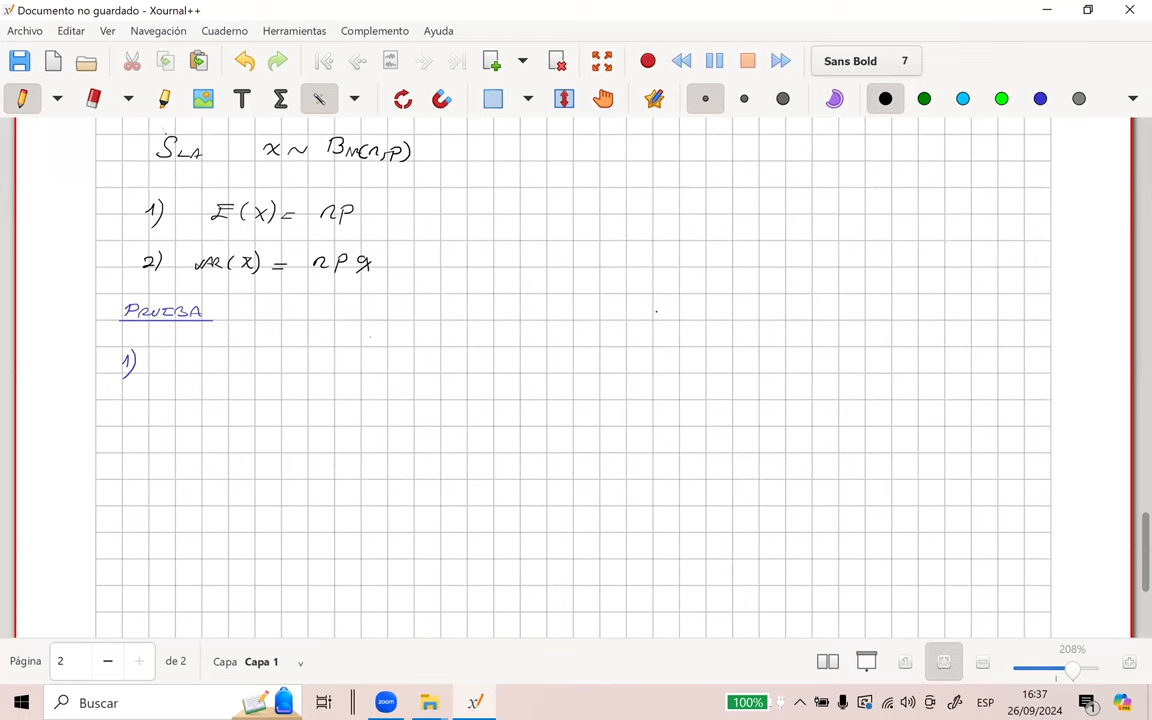 Documento no guardado - Xournal++
Archivo Editar Ver Navegación Cuaderno Herramientas Complemento Ayuda
Sans Bold 7
SEA x ~ BIN(n,P)
1) E(x) = nP
2) VAR(x) = nPq
PRUEBA
1)
208%
Página 2 de 2 Capa Capa 1
Buscar
zoom
100%
ESP
16:37
26/09/2024
1